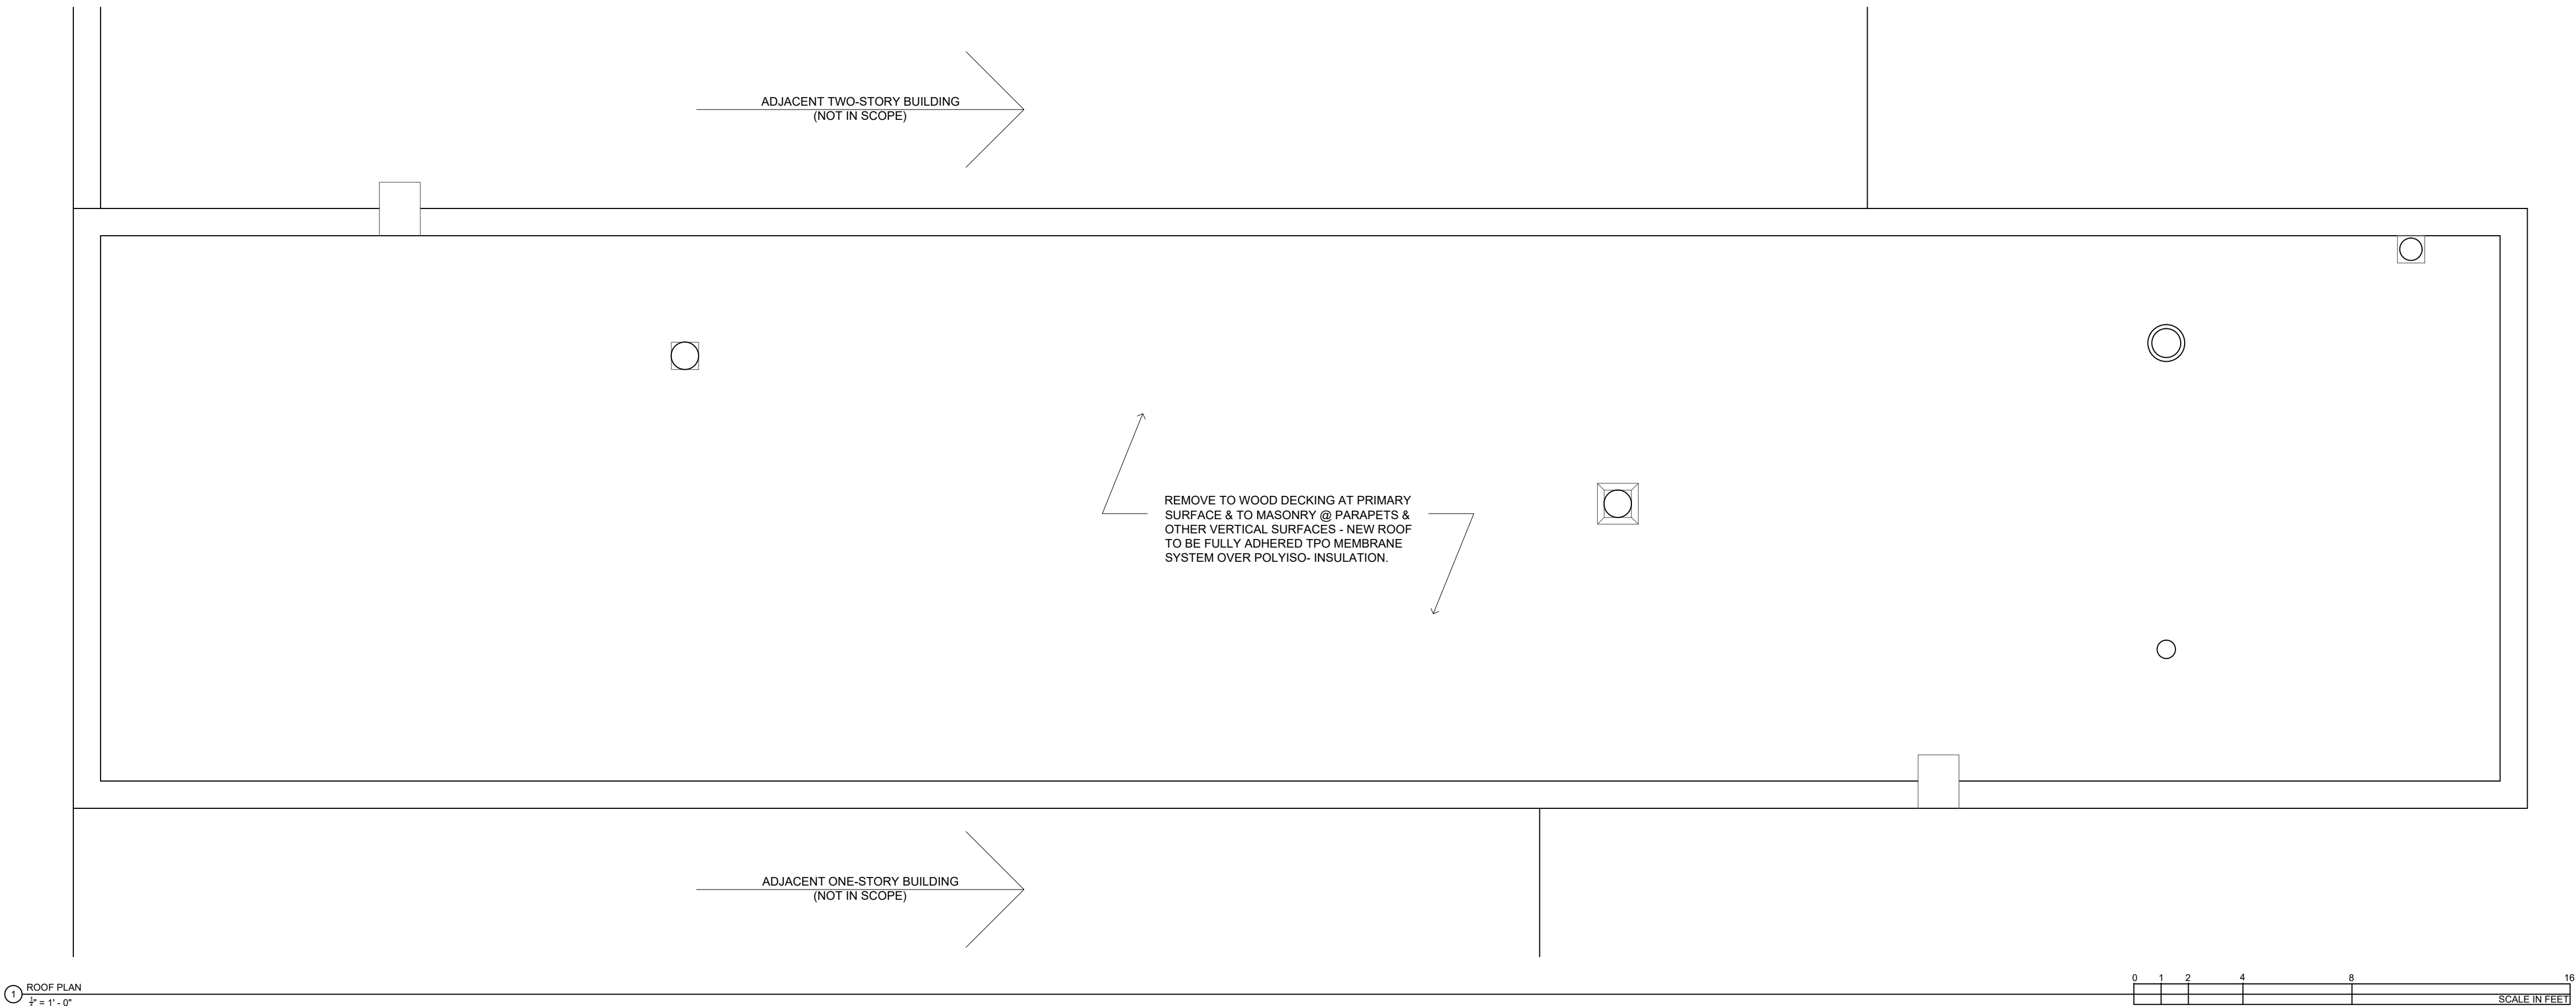 ADJACENT TWO-STORY BUILDING
(NOT IN SCOPE)
REMOVE TO WOOD DECKING AT PRIMARY
SURFACE & TO MASONRY @ PARAPETS &
OTHER VERTICAL SURFACES - NEW ROOF
TO BE FULLY ADHERED TPO MEMBRANE
SYSTEM OVER POLYISO- INSULATION.
ADJACENT ONE-STORY BUILDING
(NOT IN SCOPE)
1 ROOF PLAN
1/2" = 1' - 0"
0 1 2 4 8 16
SCALE IN FEET